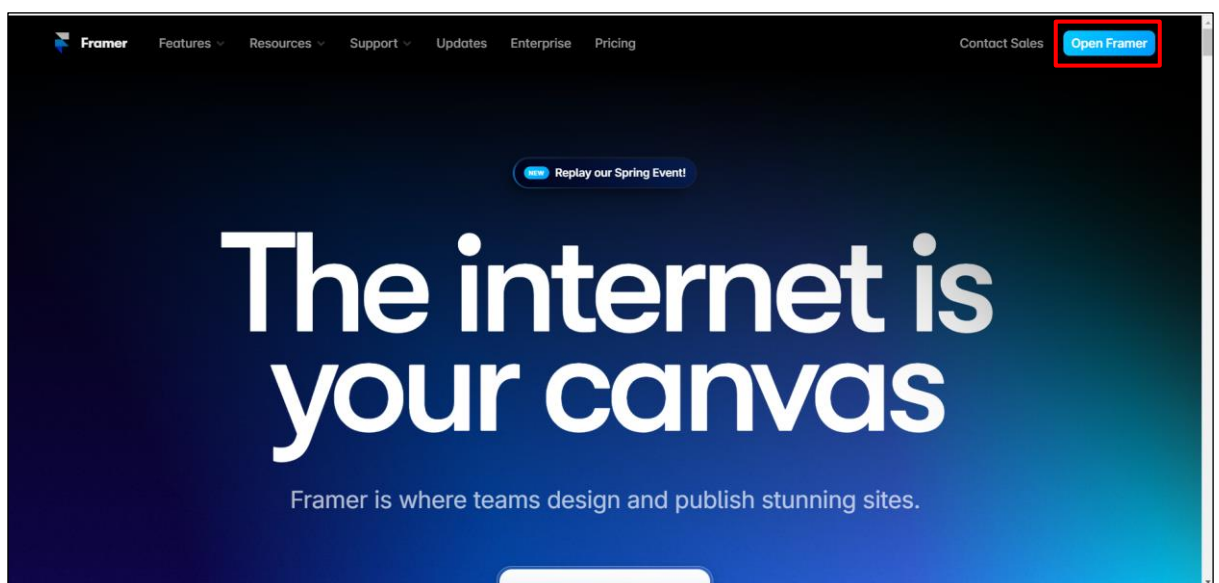 Framer Features Resources Support Updates Enterprise Pricing Contact Sales Open Framer
NEW Replay our Spring Event!
The internet is
your canvas
Framer is where teams design and publish stunning sites.